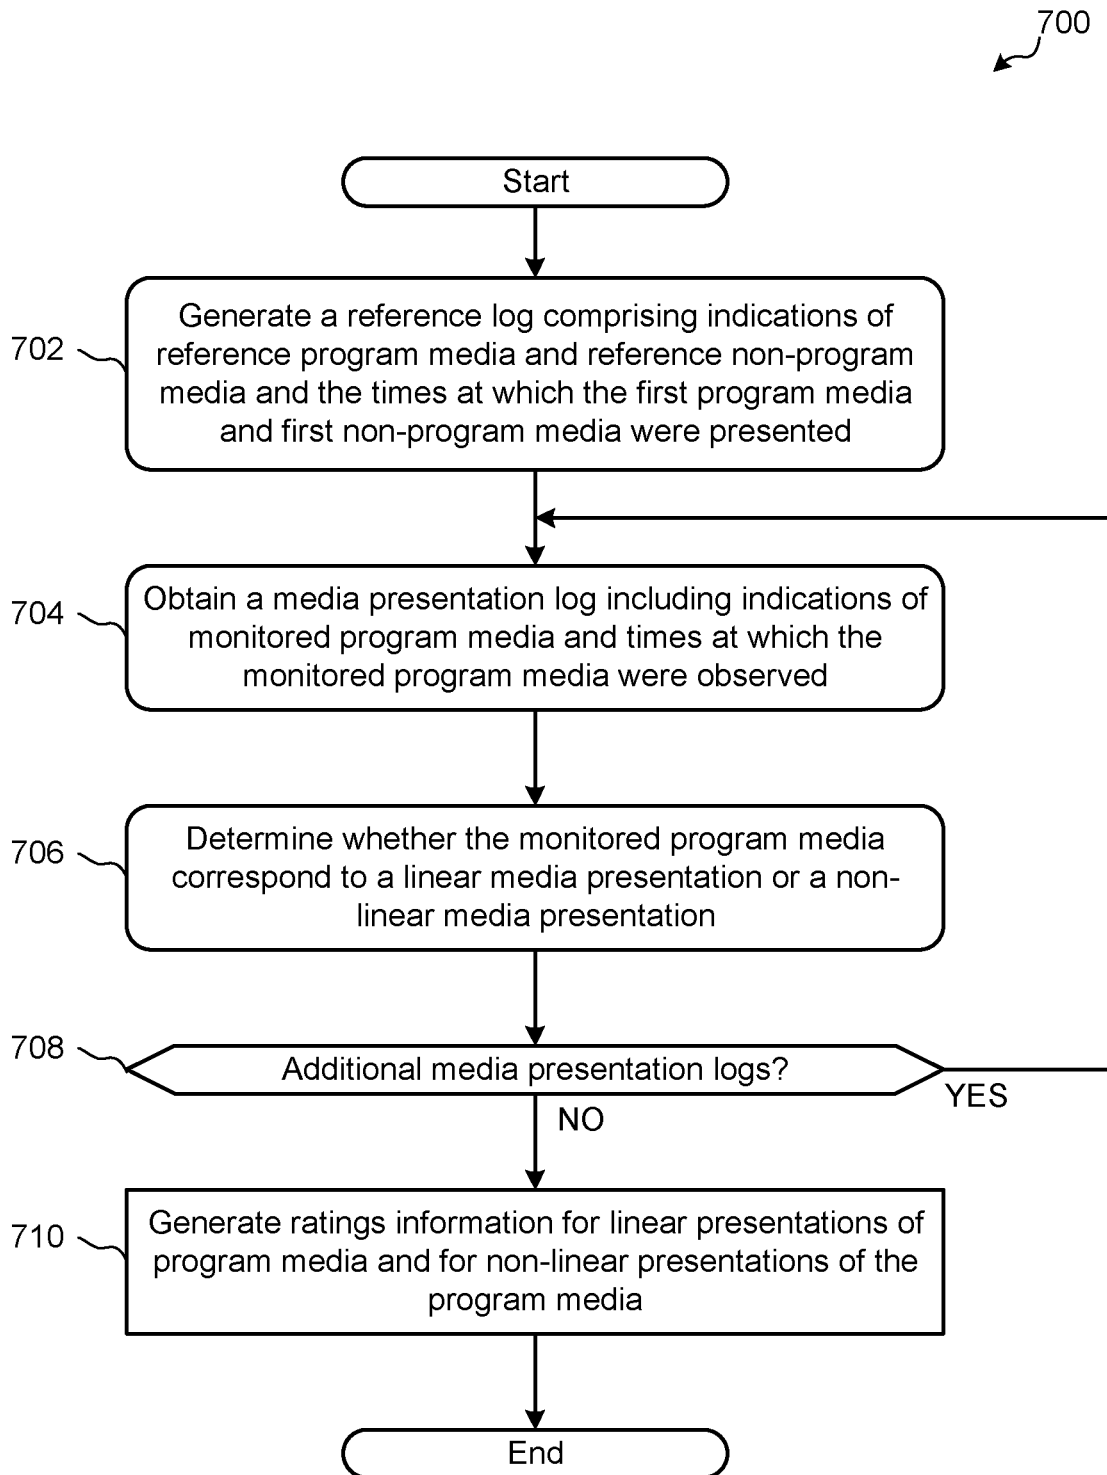 700
Start
702
Generate a reference log comprising indications of
reference program media and reference non-program
media and the times at which the first program media
and first non-program media were presented
704
Obtain a media presentation log including indications of
monitored program media and times at which the
monitored program media were observed
706
Determine whether the monitored program media
correspond to a linear media presentation or a non-
linear media presentation
708
Additional media presentation logs?
YES
NO
710
Generate ratings information for linear presentations of
program media and for non-linear presentations of the
program media
End